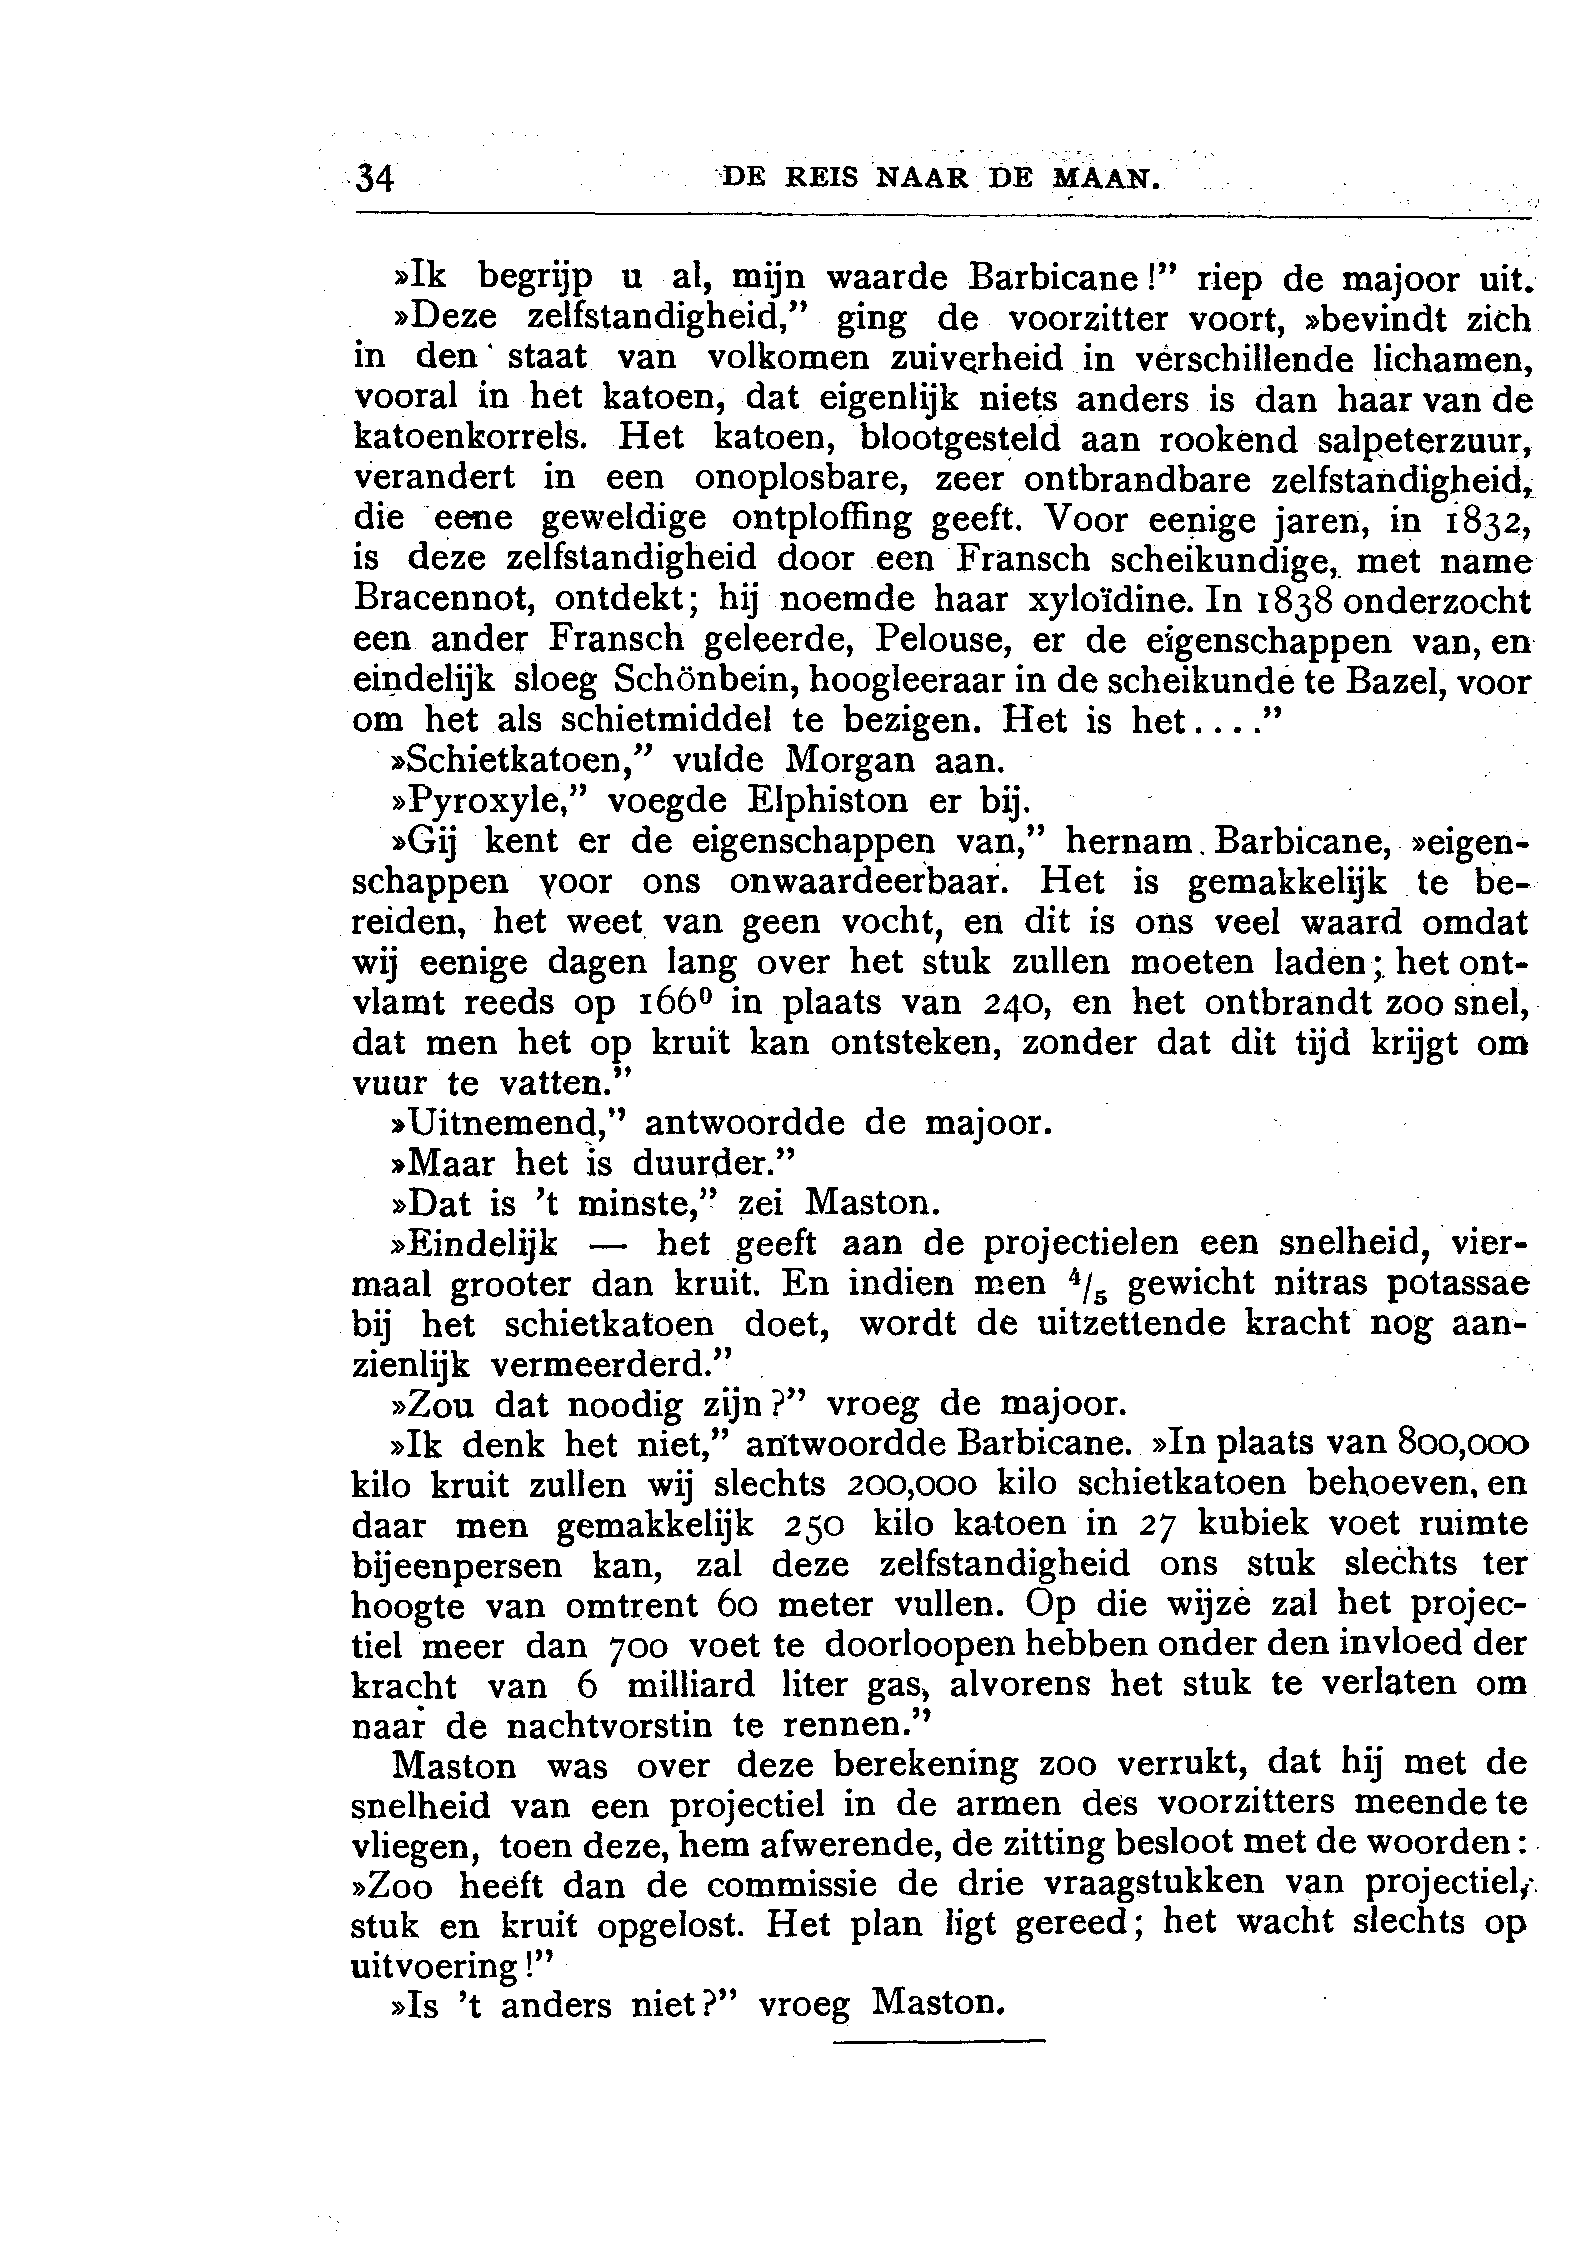 34 DE REIS NAAR DE MAAN.
»Ik begrijp u al, mijn waarde Barbicane!” riep de majoor uit.
»Deze zelfstandigheid,” ging de voorzitter voort, »bevindt zich
in den staat van volkomen zuiverheid in verschillende lichamen,
vooral in het katoen, dat eigenlijk niets anders is dan haar van de
katoenkorrels. Het katoen, blootgesteld aan rookend salpeterzuur,
verandert in een onoplosbare, zeer ontbrandbare zelfstandigheid,
die eene geweldige ontploffing geeft. Voor eenige jaren, in 1832,
is deze zelfstandigheid door een Fransch scheikundige, met name
Bracennot, ontdekt; hij noemde haar xyloïdine. In 1838 onderzocht
een ander Fransch geleerde, Pelouse, er de eigenschappen van, en
eindelijk sloeg Schönbein, hoogleeraar in de scheikunde te Bazel, voor
om het als schietmiddel te bezigen. Het is het....”
»Schietkatoen,” vulde Morgan aan.
»Pyroxyle,” voegde Elphiston er bij.
»Gij kent er de eigenschappen van,” hernam Barbicane, »eigen-
schappen voor ons onwaardeerbaar. Het is gemakkelijk te be-
reiden, het weet van geen vocht, en dit is ons veel waard omdat
wij eenige dagen lang over het stuk zullen moeten laden; het ont-
vlamt reeds op 166⁰ in plaats van 240, en het ontbrandt zoo snel,
dat men het op kruit kan ontsteken, zonder dat dit tijd krijgt om
vuur te vatten.”
»Uitnemend,” antwoordde de majoor.
»Maar het is duurder.”
»Dat is ’t minste,” zei Maston.
»Eindelijk — het geeft aan de projectielen een snelheid, vier-
maal grooter dan kruit. En indien men ⁴/₅ gewicht nitras potassae
bij het schietkatoen doet, wordt de uitzettende kracht nog aan-
zienlijk vermeerderd.”
»Zou dat noodig zijn?” vroeg de majoor.
»Ik denk het niet,” antwoordde Barbicane. »In plaats van 800,000
kilo kruit zullen wij slechts 200,000 kilo schietkatoen behoeven, en
daar men gemakkelijk 250 kilo katoen in 27 kubiek voet ruimte
bijeenpersen kan, zal deze zelfstandigheid ons stuk slechts ter
hoogte van omtrent 60 meter vullen. Op die wijze zal het projec-
tiel meer dan 700 voet te doorloopen hebben onder den invloed der
kracht van 6 milliard liter gas, alvorens het stuk te verlaten om
naar de nachtvorstin te rennen.”
Maston was over deze berekening zoo verrukt, dat hij met de
snelheid van een projectiel in de armen des voorzitters meende te
vliegen, toen deze, hem afwerende, de zitting besloot met de woorden:
»Zoo heeft dan de commissie de drie vraagstukken van projectiel,
stuk en kruit opgelost. Het plan ligt gereed; het wacht slechts op
uitvoering!”
»Is ’t anders niet?” vroeg Maston.